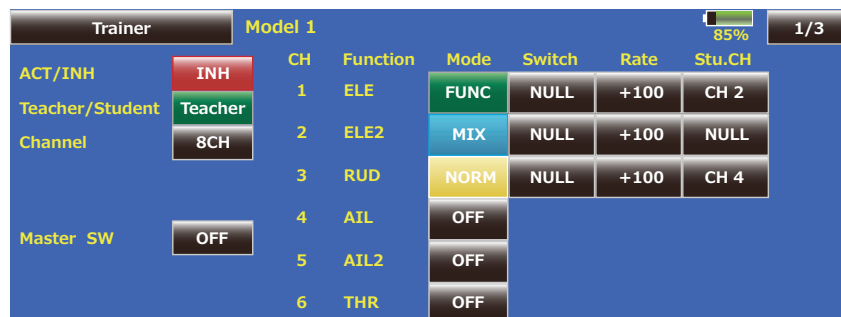 Trainer Model 1 85% 1/3
CH Function Mode Switch Rate Stu.CH
ACT/INH INH
1 ELE FUNC NULL +100 CH 2
Teacher/Student Teacher
2 ELE2 MIX NULL +100 NULL
Channel 8CH
3 RUD NORM NULL +100 CH 4
4 AIL OFF
Master SW OFF
5 AIL2 OFF
6 THR OFF